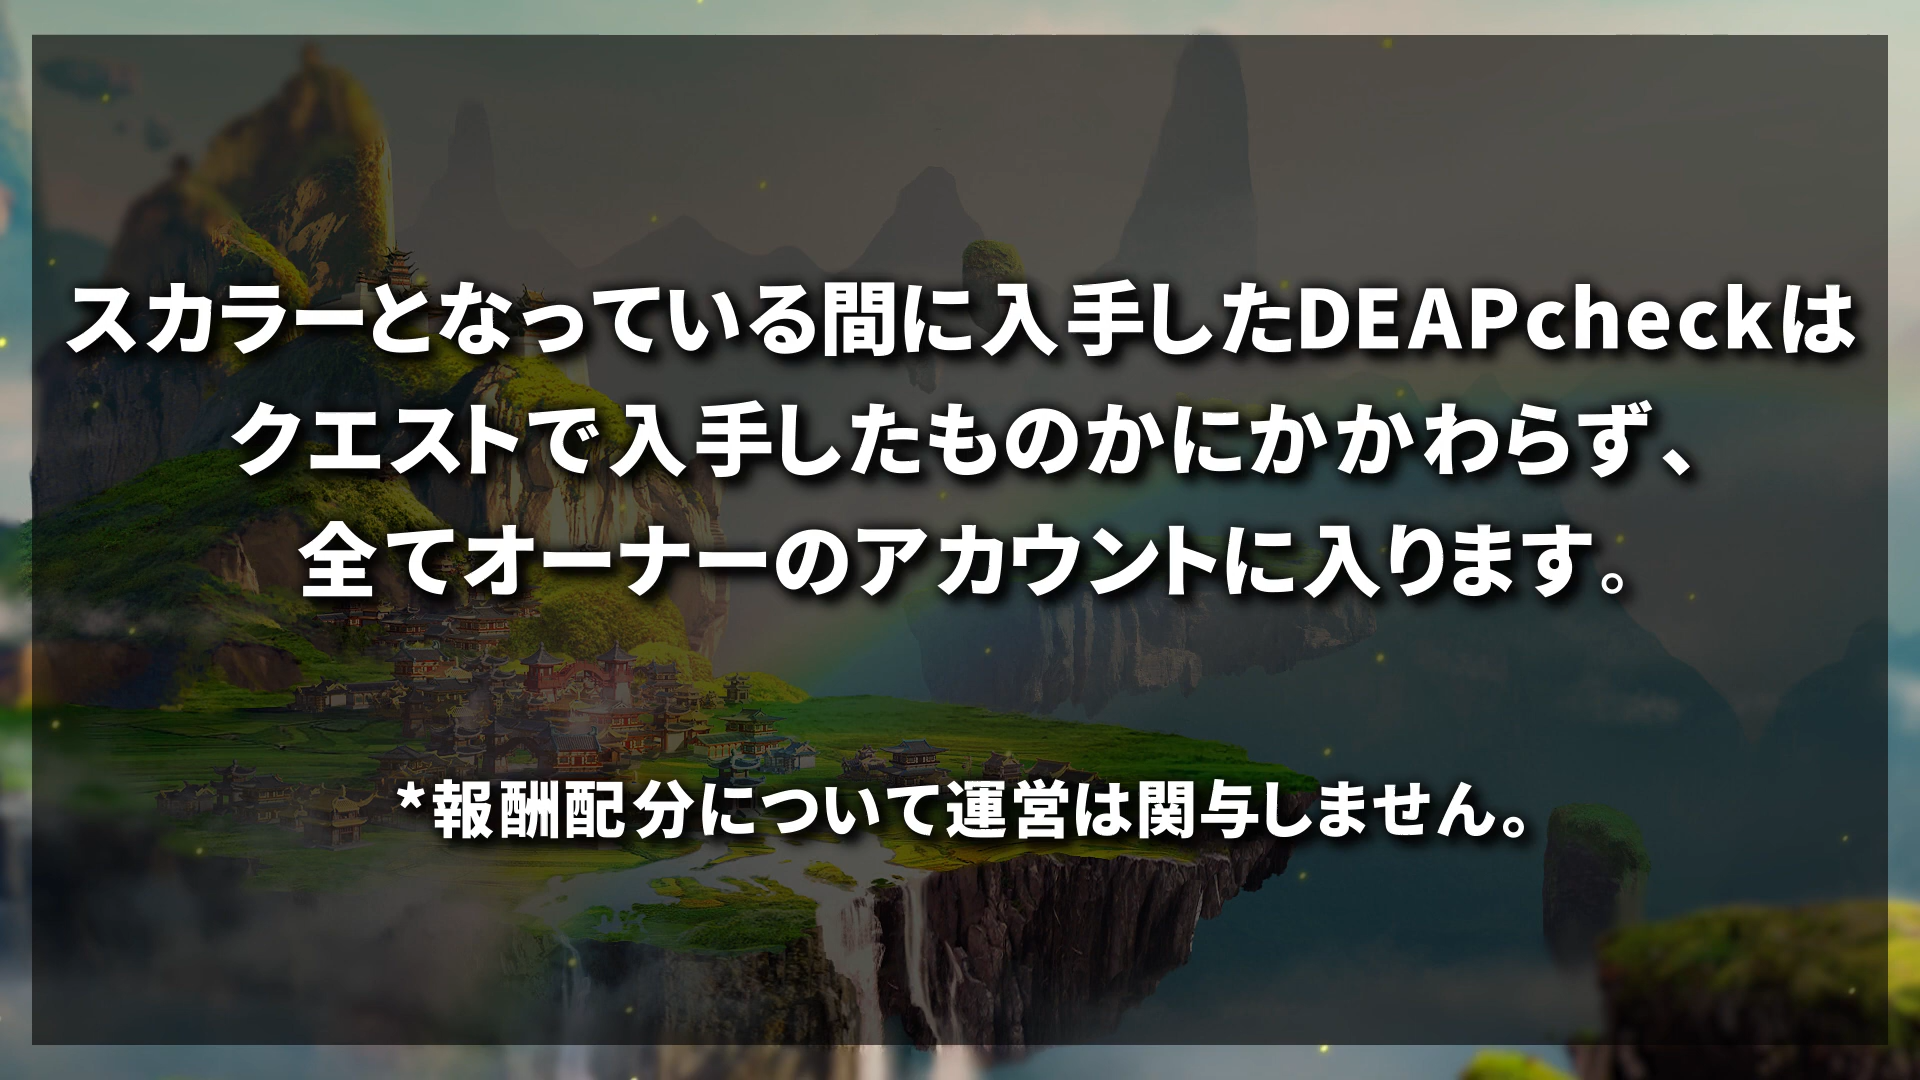 スカラーとなっている間に入手したDEAPcheckは
クエストで入手したものかにかかわらず、
全てオーナーのアカウントに入ります。
*報酬配分について運営は関与しません。